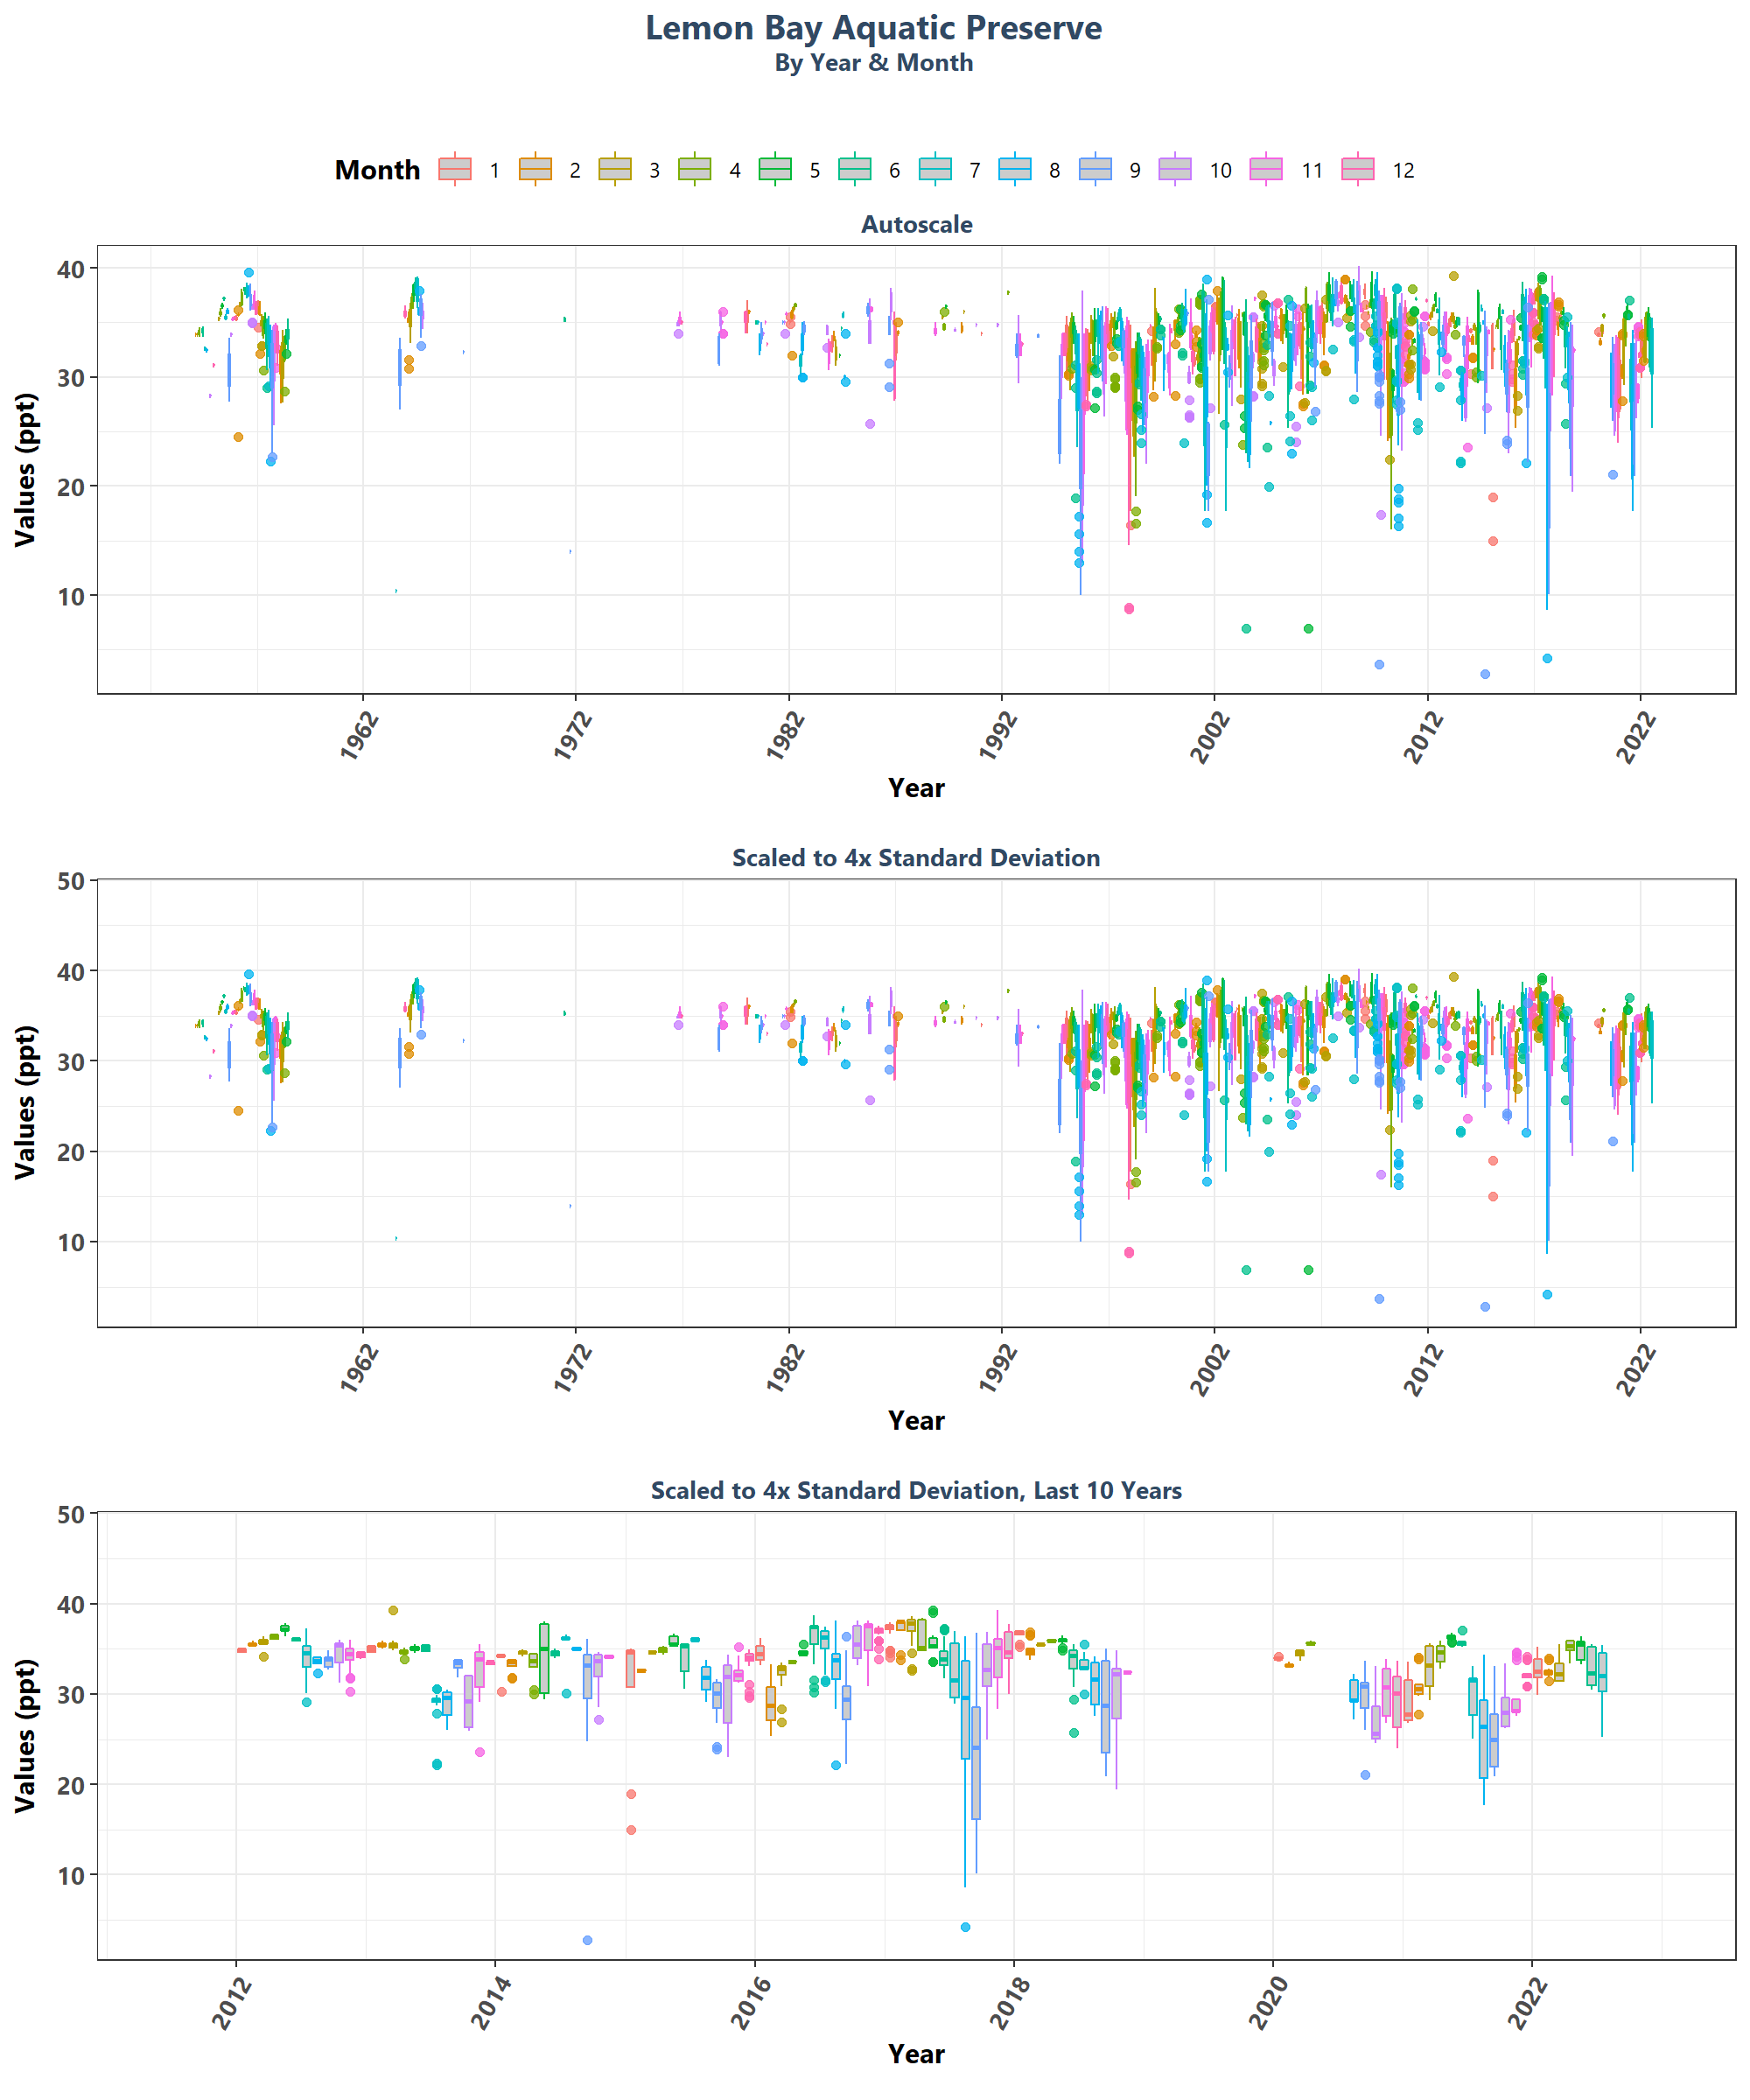 Lemon Bay Aquatic Preserve
By Year & Month
Month 1 2 3 4 5 6 7 8 9 10 11 12
Autoscale
40
30
20
10
Values (ppt)
1962 1972 1982 1992 2002 2012 2022
Year
Scaled to 4x Standard Deviation
50
40
30
20
10
Values (ppt)
1962 1972 1982 1992 2002 2012 2022
Year
Scaled to 4x Standard Deviation, Last 10 Years
50
40
30
20
10
Values (ppt)
2012 2014 2016 2018 2020 2022
Year